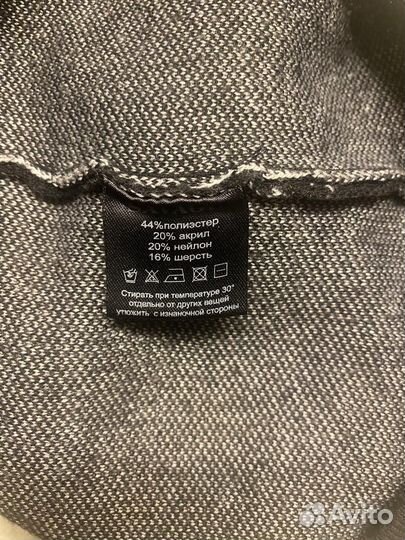 44%полиэстер
20% акрил
20% нейлон
16% шерсть
Стирать при температуре 30°
отдельно от других вещей
утюжить с изнаночной стороны
Avito